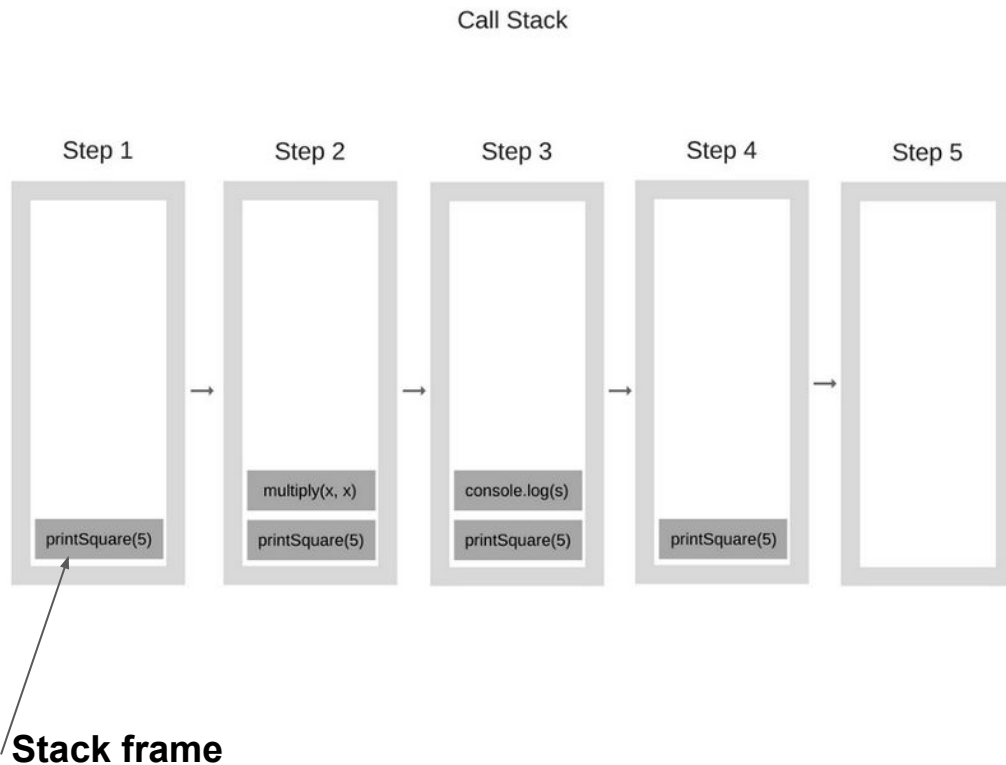 Call Stack
Step 1
Step 2
Step 3
Step 4
Step 5
multiply(x, x)
console.log(s)
printSquare(5)
printSquare(5)
printSquare(5)
printSquare(5)
Stack frame